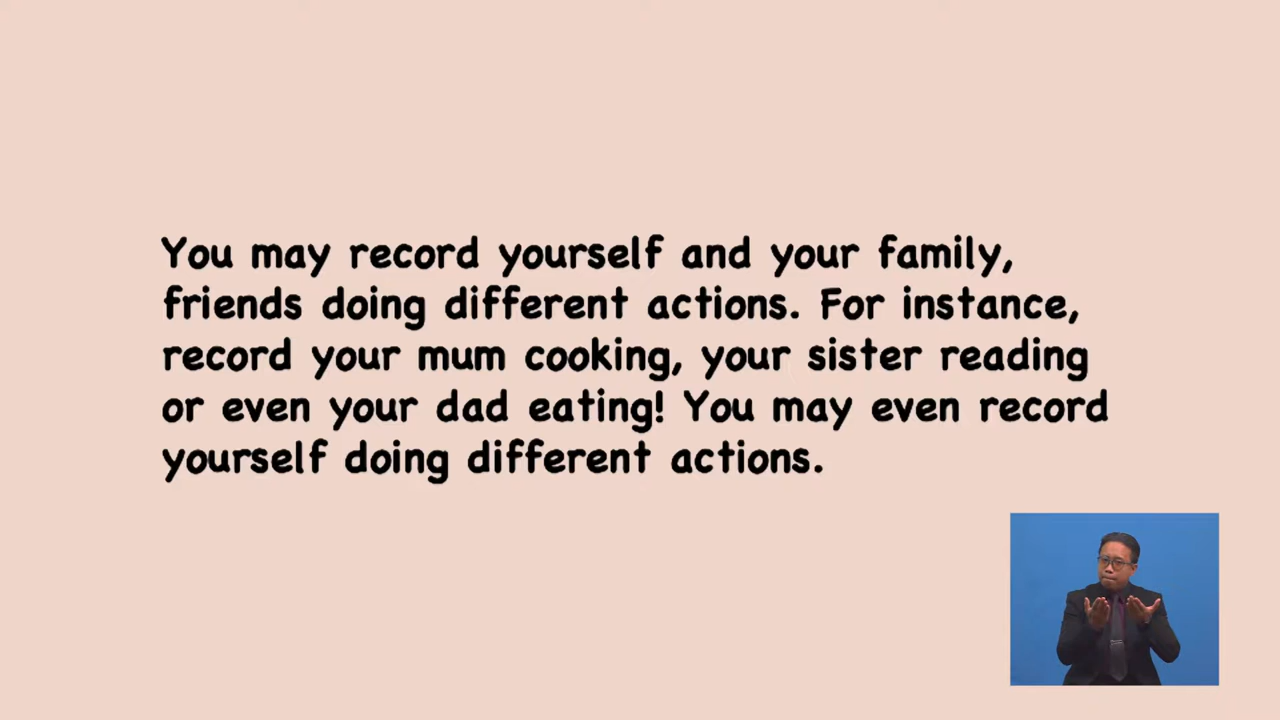 You may record yourself and your family,
friends doing different actions. For instance,
record your mum cooking, your sister reading
or even your dad eating! You may even record
yourself doing different actions.